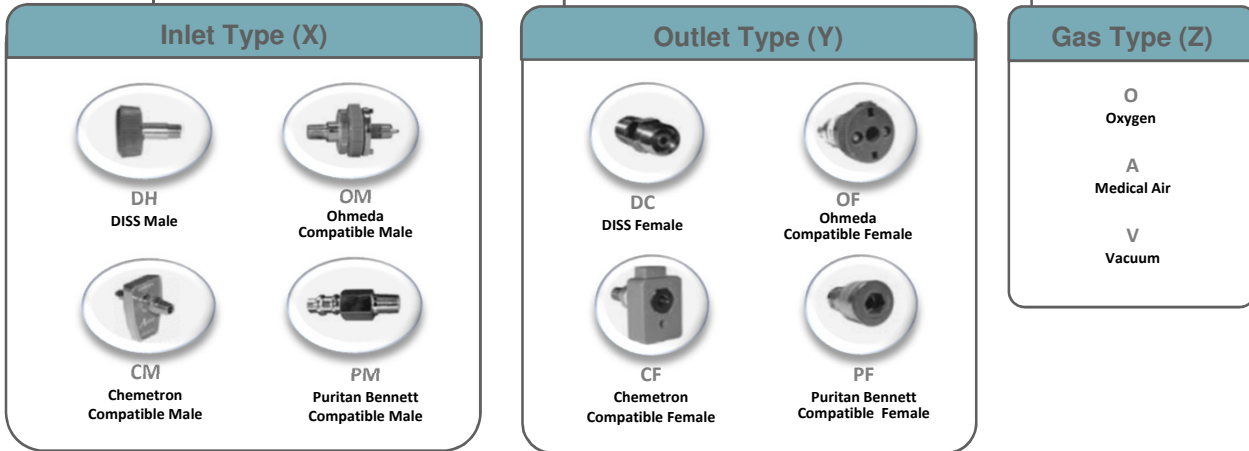 Inlet Type (X)
DH
DISS Male
OM
Ohmeda
Compatible Male
CM
Chemetron
Compatible Male
PM
Puritan Bennett
Compatible Male
Outlet Type (Y)
DC
DISS Female
OF
Ohmeda
Compatible Female
CF
Chemetron
Compatible Female
PF
Puritan Bennett
Compatible Female
Gas Type (Z)
O
Oxygen
A
Medical Air
V
Vacuum